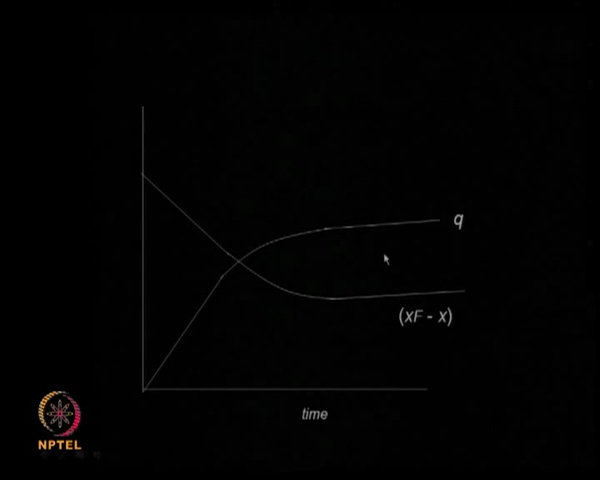 q
(xF - x)
time
NPTEL